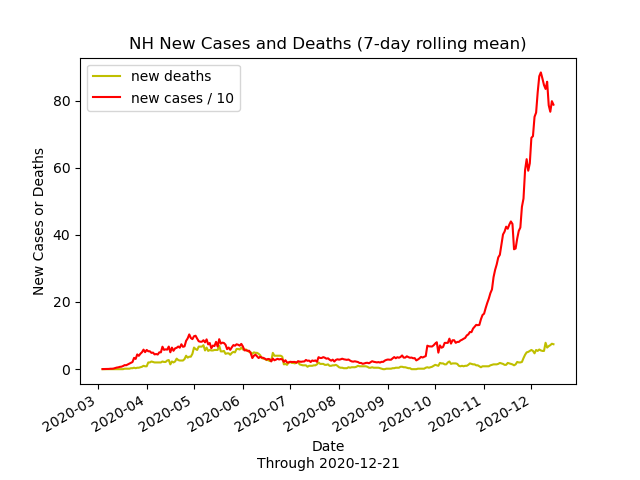 NH New Cases and Deaths (7-day rolling mean)
new deaths
new cases / 10
80
60
40
20
0
New Cases or Deaths
2020-03
2020-04
2020-05
2020-06
2020-07
2020-08
2020-09
2020-10
2020-11
2020-12
Date
Through 2020-12-21